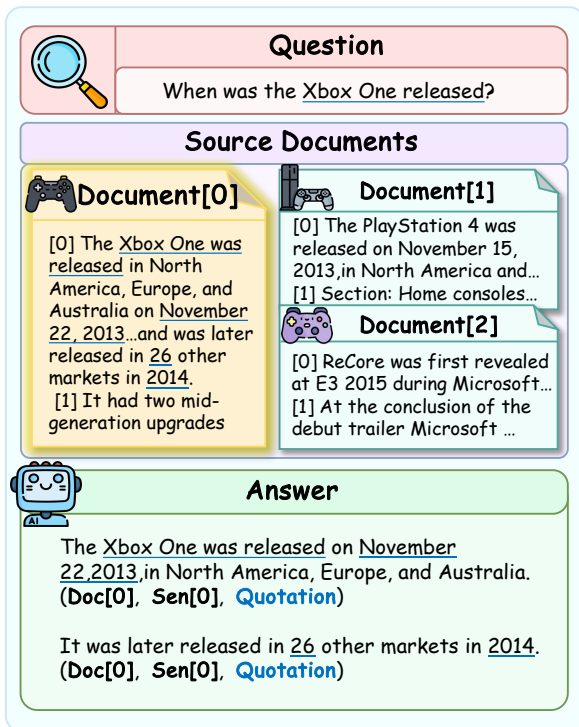 Question
When was the Xbox One released?
Source Documents
Document[0]
[0] The Xbox One was
released in North
America, Europe, and
Australia on November
22, 2013...and was later
released in 26 other
markets in 2014.
[1] It had two mid-
generation upgrades
Document[1]
[0] The PlayStation 4 was
released on November 15,
2013,in North America and...
[1] Section: Home consoles...
Document[2]
[0] ReCore was first revealed
at E3 2015 during Microsoft...
[1] At the conclusion of the
debut trailer Microsoft ...
AI
Answer
The Xbox One was released on November
22,2013,in North America, Europe, and Australia.
(Doc[0], Sen[0], Quotation)
It was later released in 26 other markets in 2014.
(Doc[0], Sen[0], Quotation)